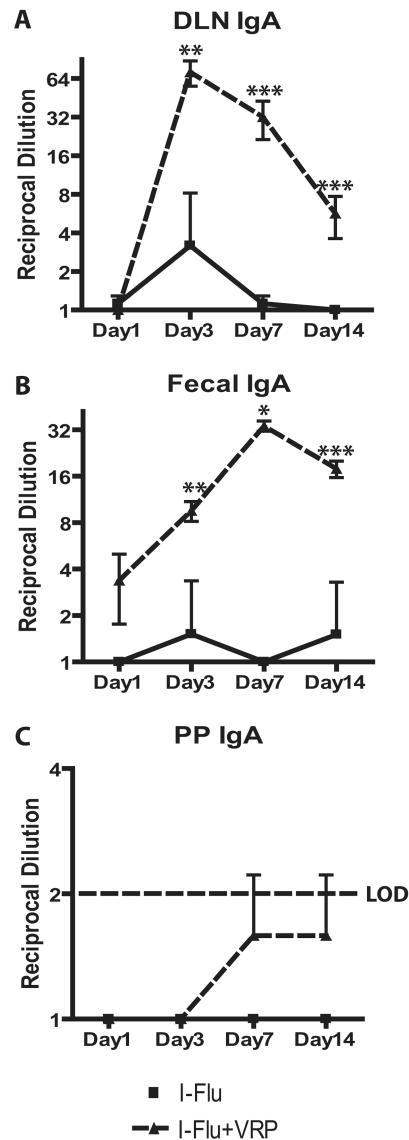 A
DLN IgA
Reciprocal Dilution
64
32
16
8
4
2
1
**
***
***
Day1
Day3
Day7
Day14
B
Fecal IgA
Reciprocal Dilution
32
16
8
4
2
1
**
*
***
Day1
Day3
Day7
Day14
C
PP IgA
Reciprocal Dilution
4
2
1
LOD
Day1
Day3
Day7
Day14
I-Flu
I-Flu+VRP